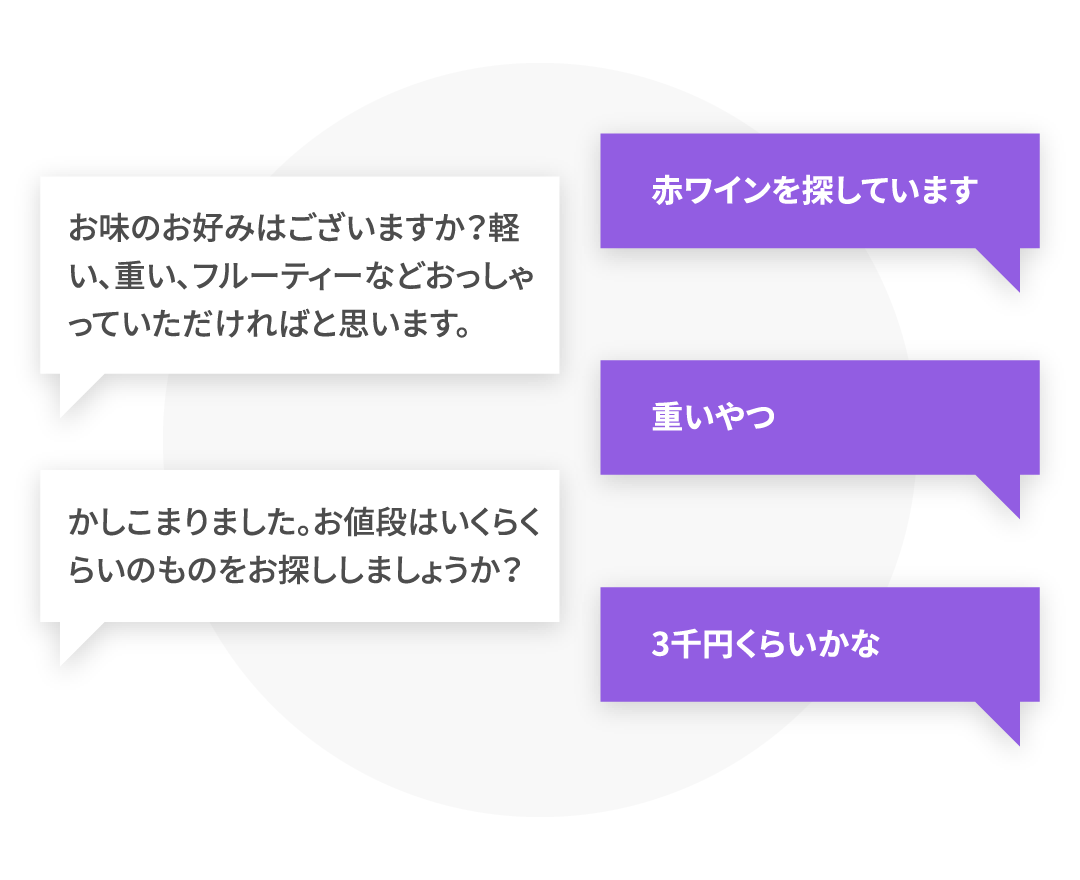 赤ワインを探しています
お味のお好みはございますか？軽
い、重い、フルーティーなどおっしゃ
っていただければと思います。
重いやつ
かしこまりました。お値段はいくらく
らいのものをお探ししましょうか？
3千円くらいかな